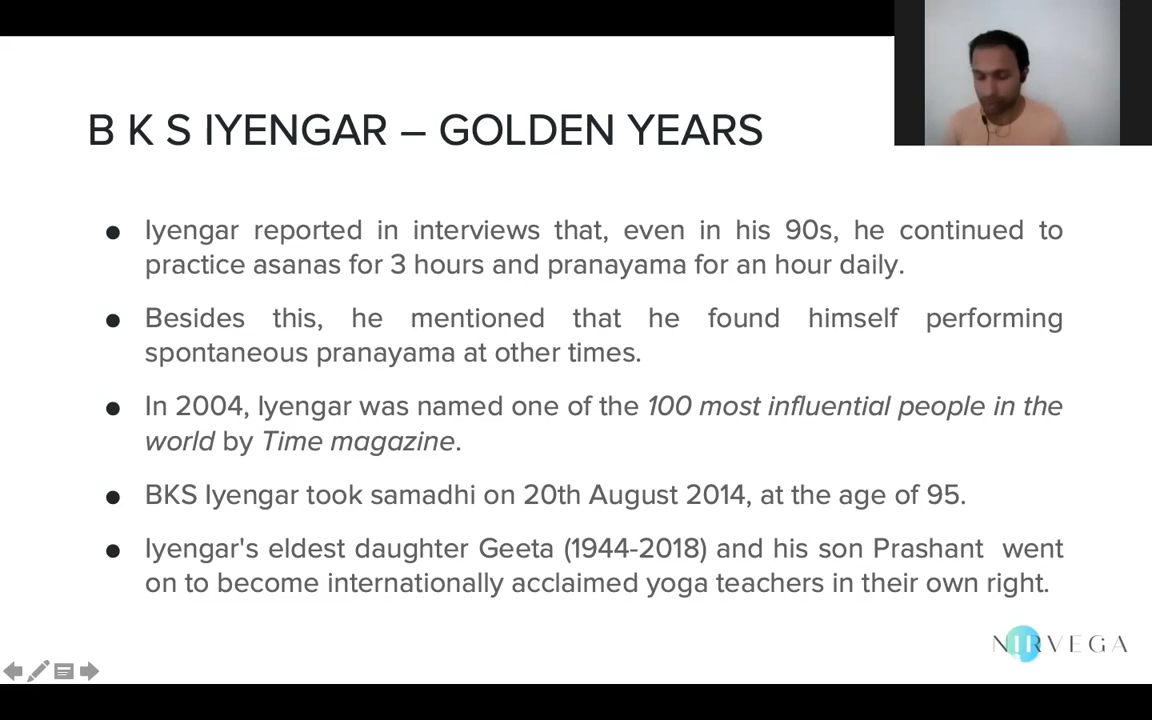 B K S IYENGAR – GOLDEN YEARS
● Iyengar reported in interviews that, even in his 90s, he continued to
practice asanas for 3 hours and pranayama for an hour daily.
● Besides this, he mentioned that he found himself performing
spontaneous pranayama at other times.
● In 2004, Iyengar was named one of the 100 most influential people in the
world by Time magazine.
● BKS Iyengar took samadhi on 20th August 2014, at the age of 95.
● Iyengar's eldest daughter Geeta (1944-2018) and his son Prashant went
on to become internationally acclaimed yoga teachers in their own right.
NIRVEGA